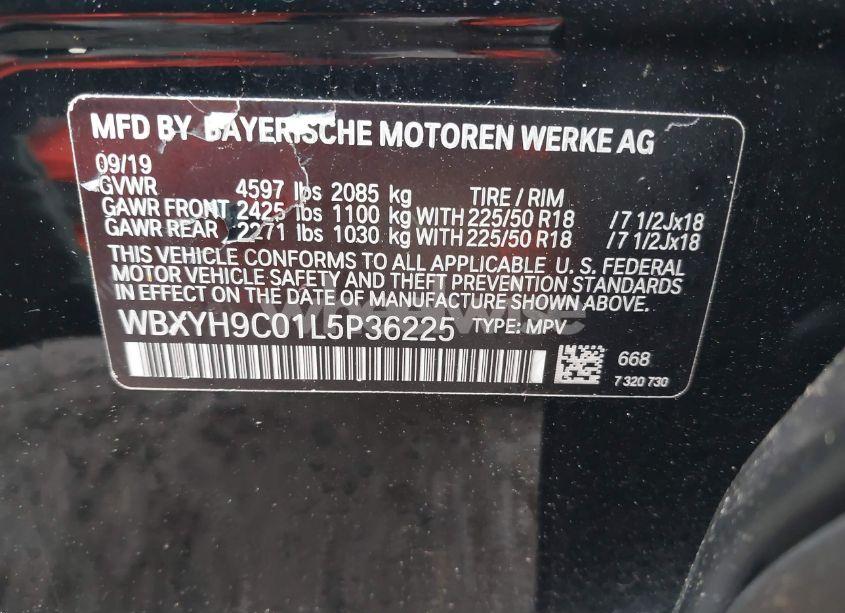 MFD BY BAYERISCHE MOTOREN WERKE AG
09/19
GVWR 4597 lbs 2085 kg TIRE / RIM
GAWR FRONT 2425 lbs 1100 kg WITH 225/50 R18 /7 1/2Jx18
GAWR REAR 2271 lbs 1030 kg WITH 225/50 R18 /7 1/2Jx18
THIS VEHICLE CONFORMS TO ALL APPLICABLE U. S. FEDERAL
MOTOR VEHICLE SAFETY AND THEFT PREVENTION STANDARDS
IN EFFECT ON THE DATE OF MANUFACTURE SHOWN ABOVE.
WBXYH9C01L5P36225 TYPE: MPV
668
7 320 730